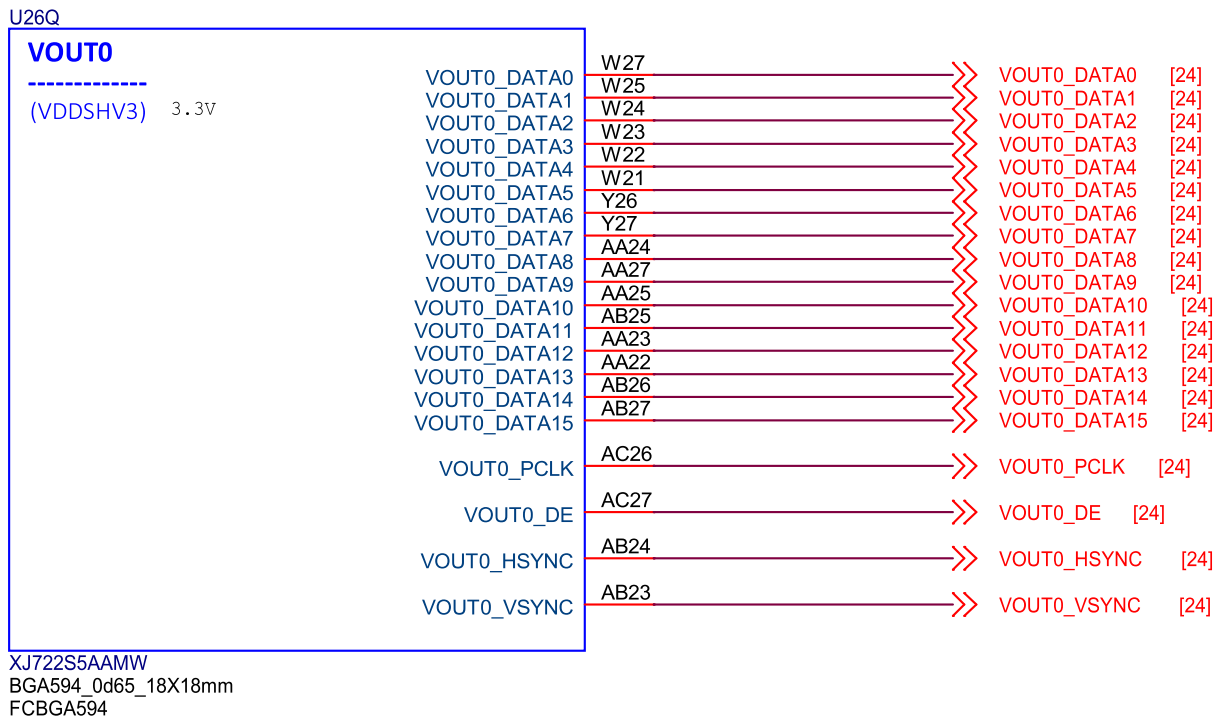 U26Q
VOUT0
-------------
(VDDSHV3) 3.3V
VOUT0_DATA0 W27 VOUT0_DATA0 [24]
VOUT0_DATA1 W25 VOUT0_DATA1 [24]
VOUT0_DATA2 W24 VOUT0_DATA2 [24]
VOUT0_DATA3 W23 VOUT0_DATA3 [24]
VOUT0_DATA4 W22 VOUT0_DATA4 [24]
VOUT0_DATA5 W21 VOUT0_DATA5 [24]
VOUT0_DATA6 Y26 VOUT0_DATA6 [24]
VOUT0_DATA7 Y27 VOUT0_DATA7 [24]
VOUT0_DATA8 AA24 VOUT0_DATA8 [24]
VOUT0_DATA9 AA27 VOUT0_DATA9 [24]
VOUT0_DATA10 AA25 VOUT0_DATA10 [24]
VOUT0_DATA11 AB25 VOUT0_DATA11 [24]
VOUT0_DATA12 AA23 VOUT0_DATA12 [24]
VOUT0_DATA13 AA22 VOUT0_DATA13 [24]
VOUT0_DATA14 AB26 VOUT0_DATA14 [24]
VOUT0_DATA15 AB27 VOUT0_DATA15 [24]
VOUT0_PCLK AC26 VOUT0_PCLK [24]
VOUT0_DE AC27 VOUT0_DE [24]
VOUT0_HSYNC AB24 VOUT0_HSYNC [24]
VOUT0_VSYNC AB23 VOUT0_VSYNC [24]
XJ722S5AAMW
BGA594_0d65_18X18mm
FCBGA594